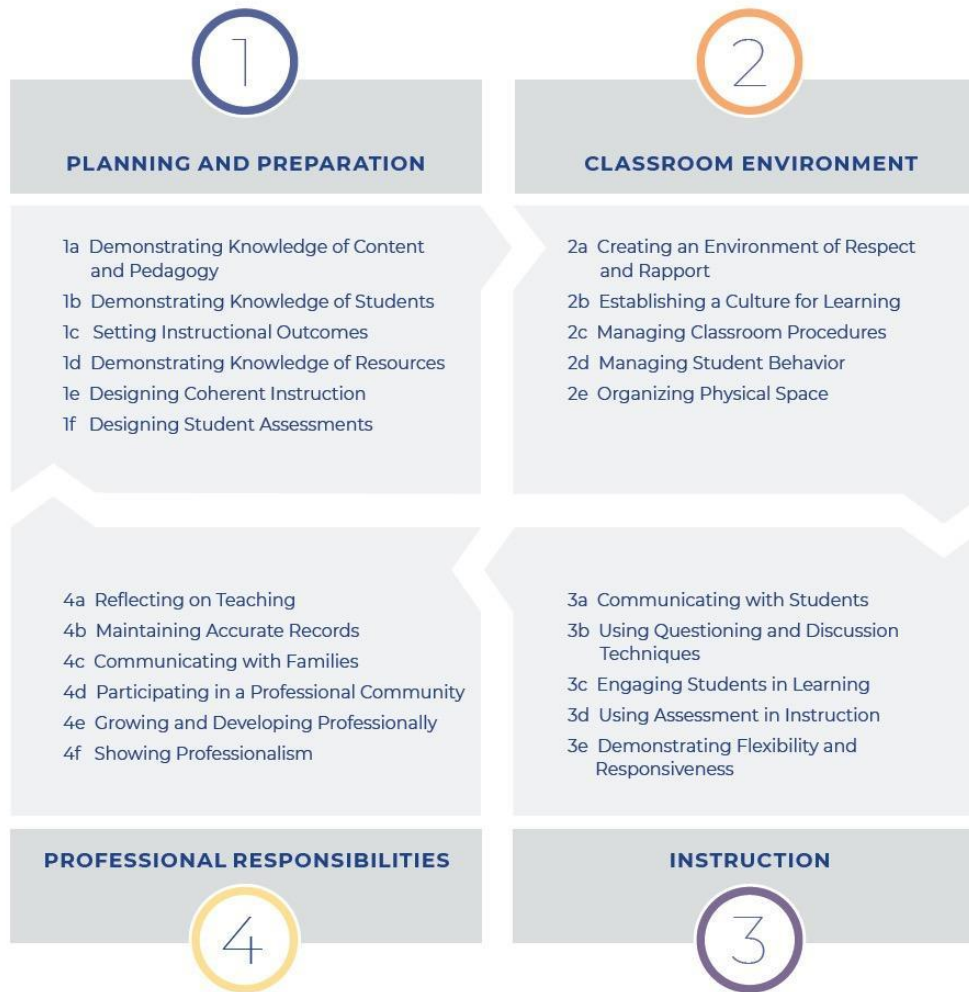 1
PLANNING AND PREPARATION
1a Demonstrating Knowledge of Content
and Pedagogy
1b Demonstrating Knowledge of Students
1c Setting Instructional Outcomes
1d Demonstrating Knowledge of Resources
1e Designing Coherent Instruction
1f Designing Student Assessments
2
CLASSROOM ENVIRONMENT
2a Creating an Environment of Respect
and Rapport
2b Establishing a Culture for Learning
2c Managing Classroom Procedures
2d Managing Student Behavior
2e Organizing Physical Space
3a Communicating with Students
3b Using Questioning and Discussion
Techniques
3c Engaging Students in Learning
3d Using Assessment in Instruction
3e Demonstrating Flexibility and
Responsiveness
INSTRUCTION
3
4a Reflecting on Teaching
4b Maintaining Accurate Records
4c Communicating with Families
4d Participating in a Professional Community
4e Growing and Developing Professionally
4f Showing Professionalism
PROFESSIONAL RESPONSIBILITIES
4